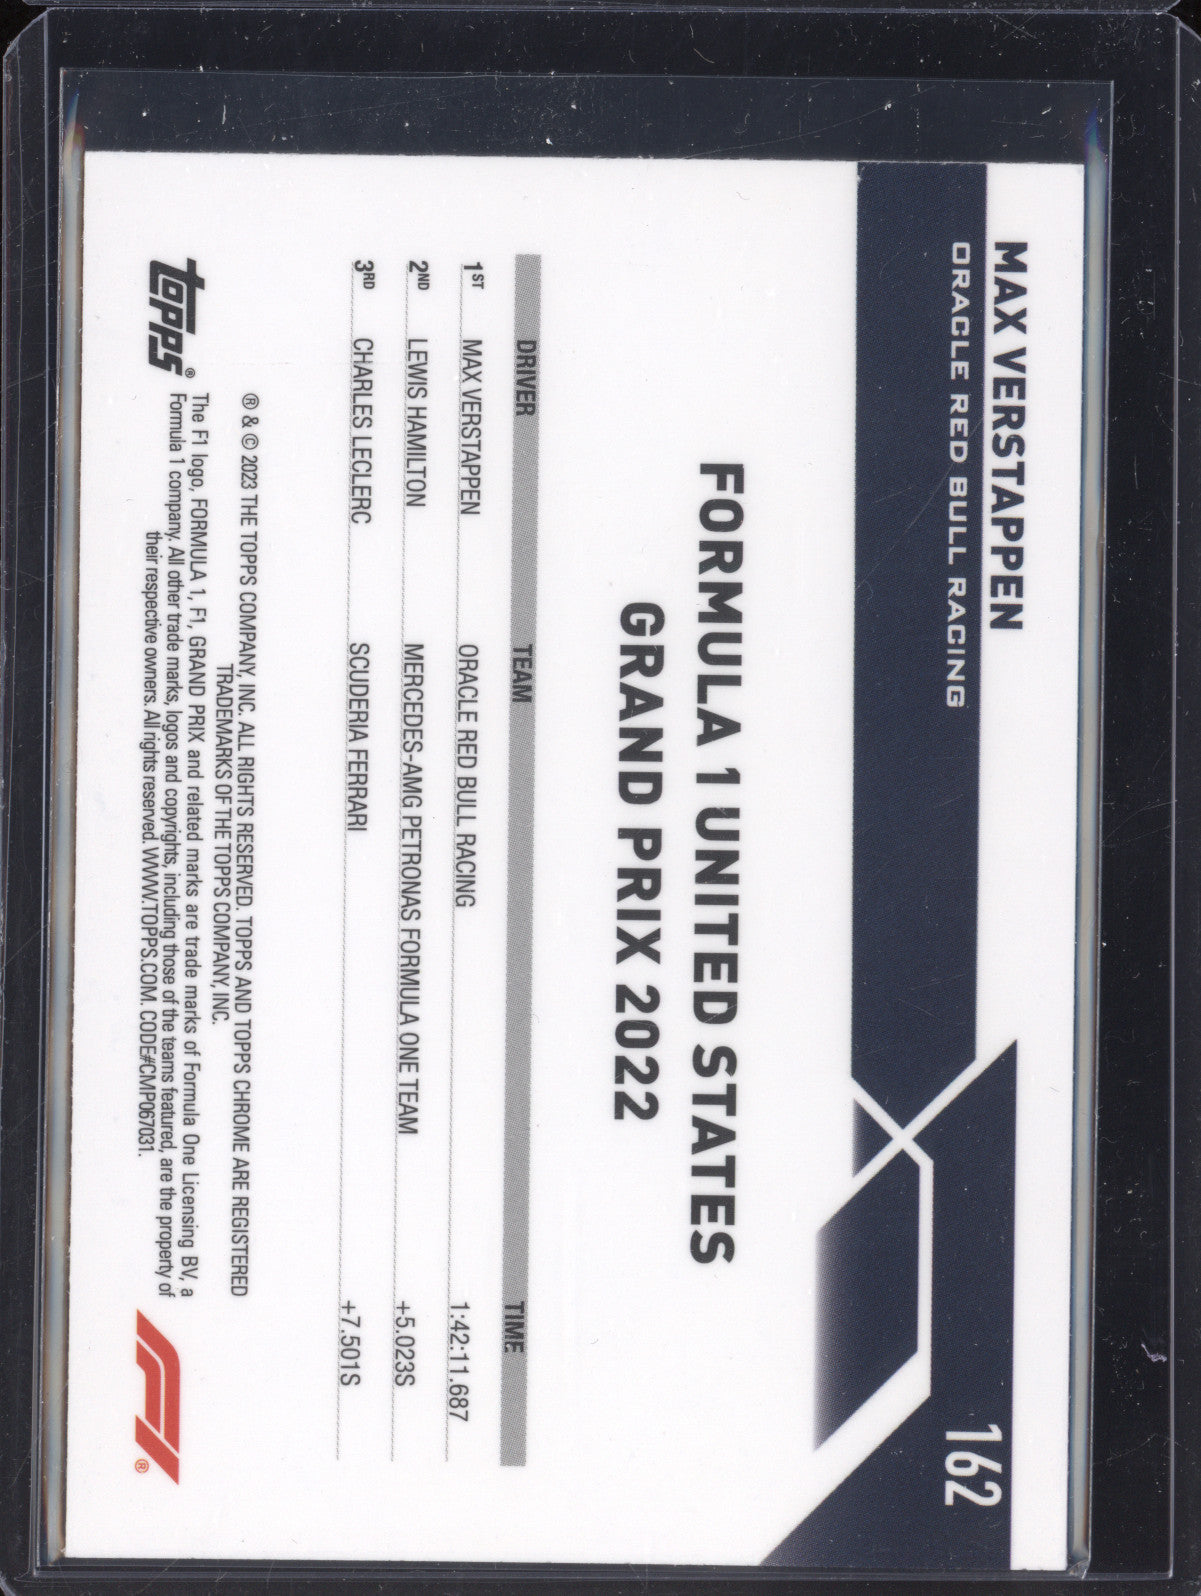 MAX VERSTAPPEN
ORACLE RED BULL RACING
162
FORMULA 1 UNITED STATES
GRAND PRIX 2022
DRIVER TEAM TIME
1ST MAX VERSTAPPEN ORACLE RED BULL RACING 1:42:11.687
2ND LEWIS HAMILTON MERCEDES-AMG PETRONAS FORMULA ONE TEAM +5.023S
3RD CHARLES LECLERC SCUDERIA FERRARI +7.501S
® & © 2023 THE TOPPS COMPANY, INC. ALL RIGHTS RESERVED. TOPPS AND TOPPS CHROME ARE REGISTERED
TRADEMARKS OF THE TOPPS COMPANY, INC.
The F1 logo, FORMULA 1, F1, GRAND PRIX and related marks are trade marks of Formula One Licensing BV, a
Formula 1 company. All other trade marks, logos and copyrights, including those of the teams featured, are the property of
their respective owners. All rights reserved. WWW.TOPPS.COM. CODE#CMP067031.
topps®
F1®